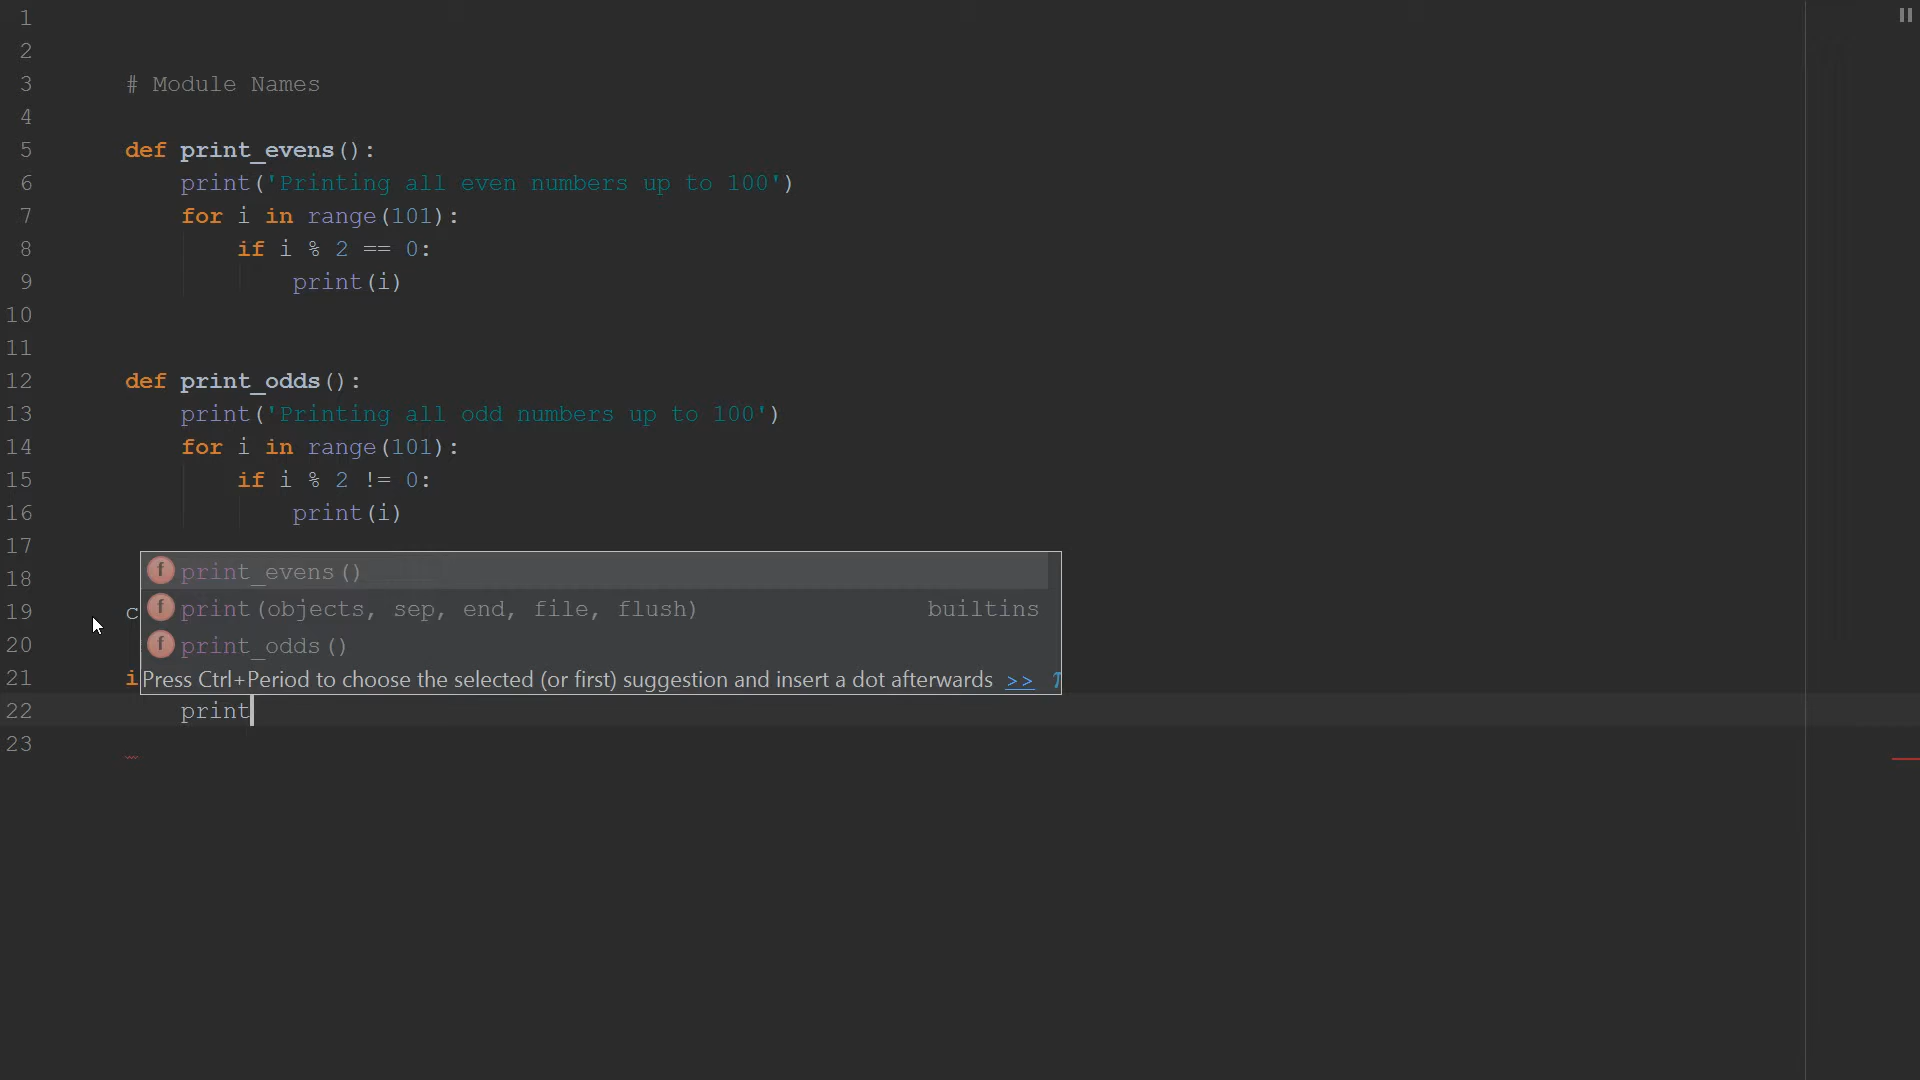 1
2
3 # Module Names
4
5 def print_evens():
6 print('Printing all even numbers up to 100')
7 for i in range(101):
8 if i % 2 == 0:
9 print(i)
10
11
12 def print_odds():
13 print('Printing all odd numbers up to 100')
14 for i in range(101):
15 if i % 2 != 0:
16 print(i)
17
f print_evens()
18
f print(objects, sep, end, file, flush) builtins
19 c
f print_odds()
20
21 i
Press Ctrl+Period to choose the selected (or first) suggestion and insert a dot afterwards >>
22 print
23